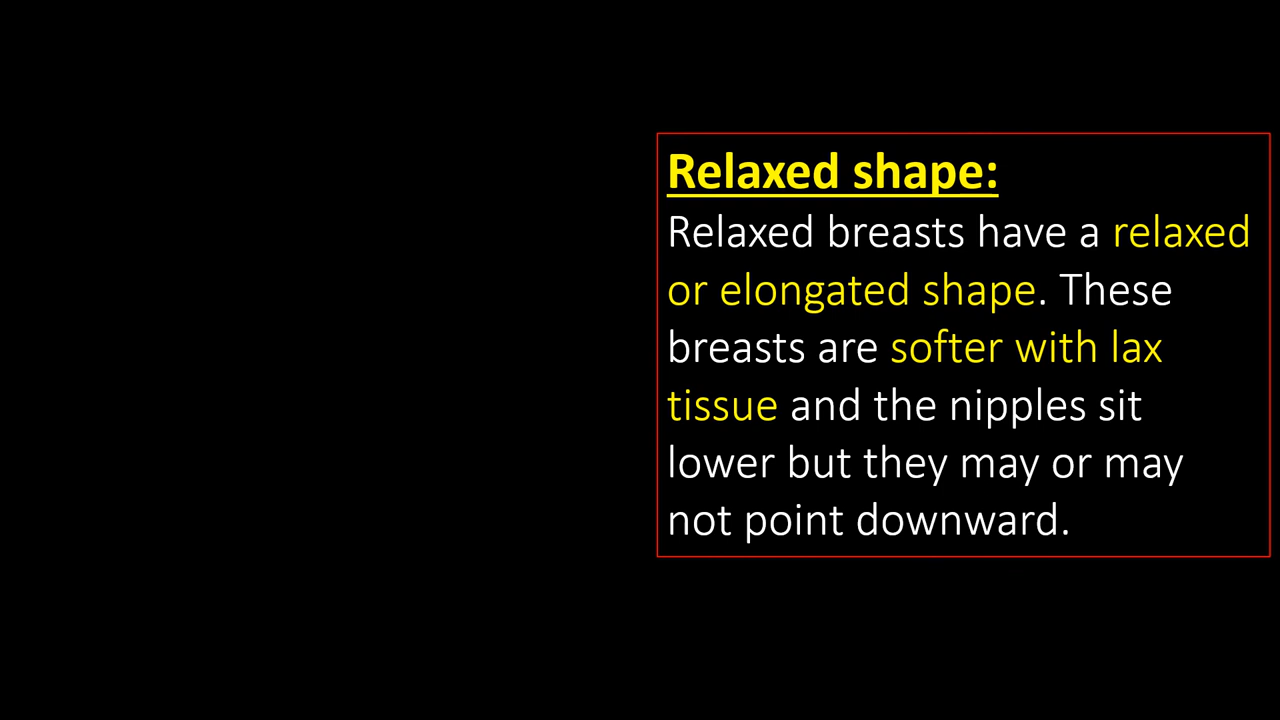 Relaxed shape:
Relaxed breasts have a relaxed
or elongated shape. These
breasts are softer with lax
tissue and the nipples sit
lower but they may or may
not point downward.